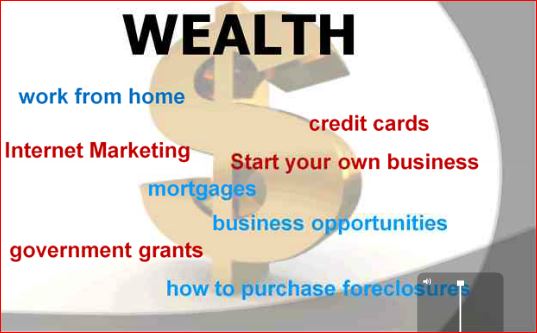 WEALTH
work from home
credit cards
Internet Marketing
Start your own business
mortgages
business opportunities
government grants
how to purchase foreclosures